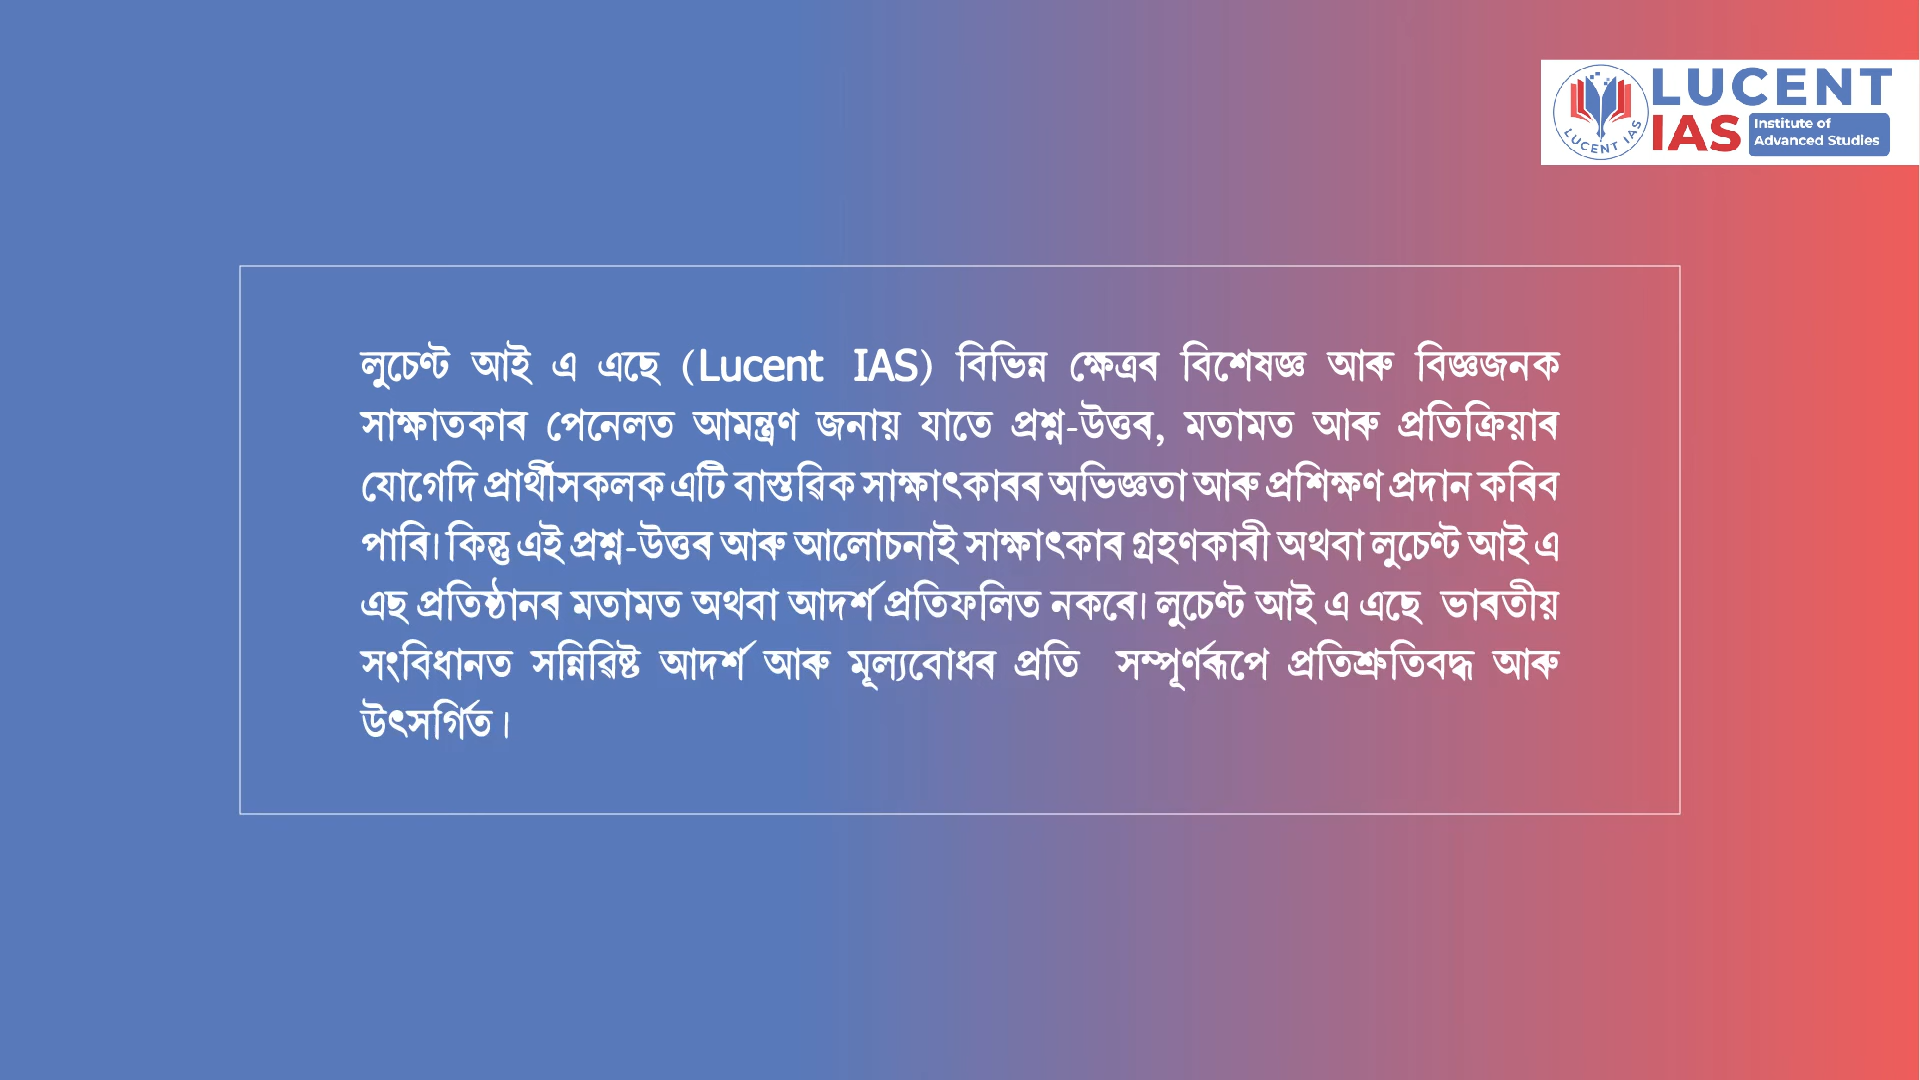 LUCENT
IAS
Institute of
Advanced Studies
LUCENT IAS
লুচেণ্ট আই এ এছে (Lucent IAS) বিভিন্ন ক্ষেত্ৰৰ বিশেষজ্ঞ আৰু বিজ্ঞজনক
সাক্ষাতকাৰ পেনেলত আমন্ত্ৰণ জনায় যাতে প্ৰশ্ন-উত্তৰ, মতামত আৰু প্ৰতিক্ৰিয়াৰ
যোগেদি প্ৰাৰ্থীসকলক এটি বাস্তৱিক সাক্ষাৎকাৰৰ অভিজ্ঞতা আৰু প্ৰশিক্ষণ প্ৰদান কৰিব
পাৰি। কিন্তু এই প্ৰশ্ন-উত্তৰ আৰু আলোচনাই সাক্ষাৎকাৰ গ্ৰহণকাৰী অথবা লুচেণ্ট আই এ
এছ প্ৰতিষ্ঠানৰ মতামত অথবা আদৰ্শ প্ৰতিফলিত নকৰে। লুচেণ্ট আই এ এছে ভাৰতীয়
সংবিধানত সন্নিৱিষ্ট আদৰ্শ আৰু মূল্যবোধৰ প্ৰতি সম্পূৰ্ণৰূপে প্ৰতিশ্ৰুতিবদ্ধ আৰু
উৎসৰ্গিত।